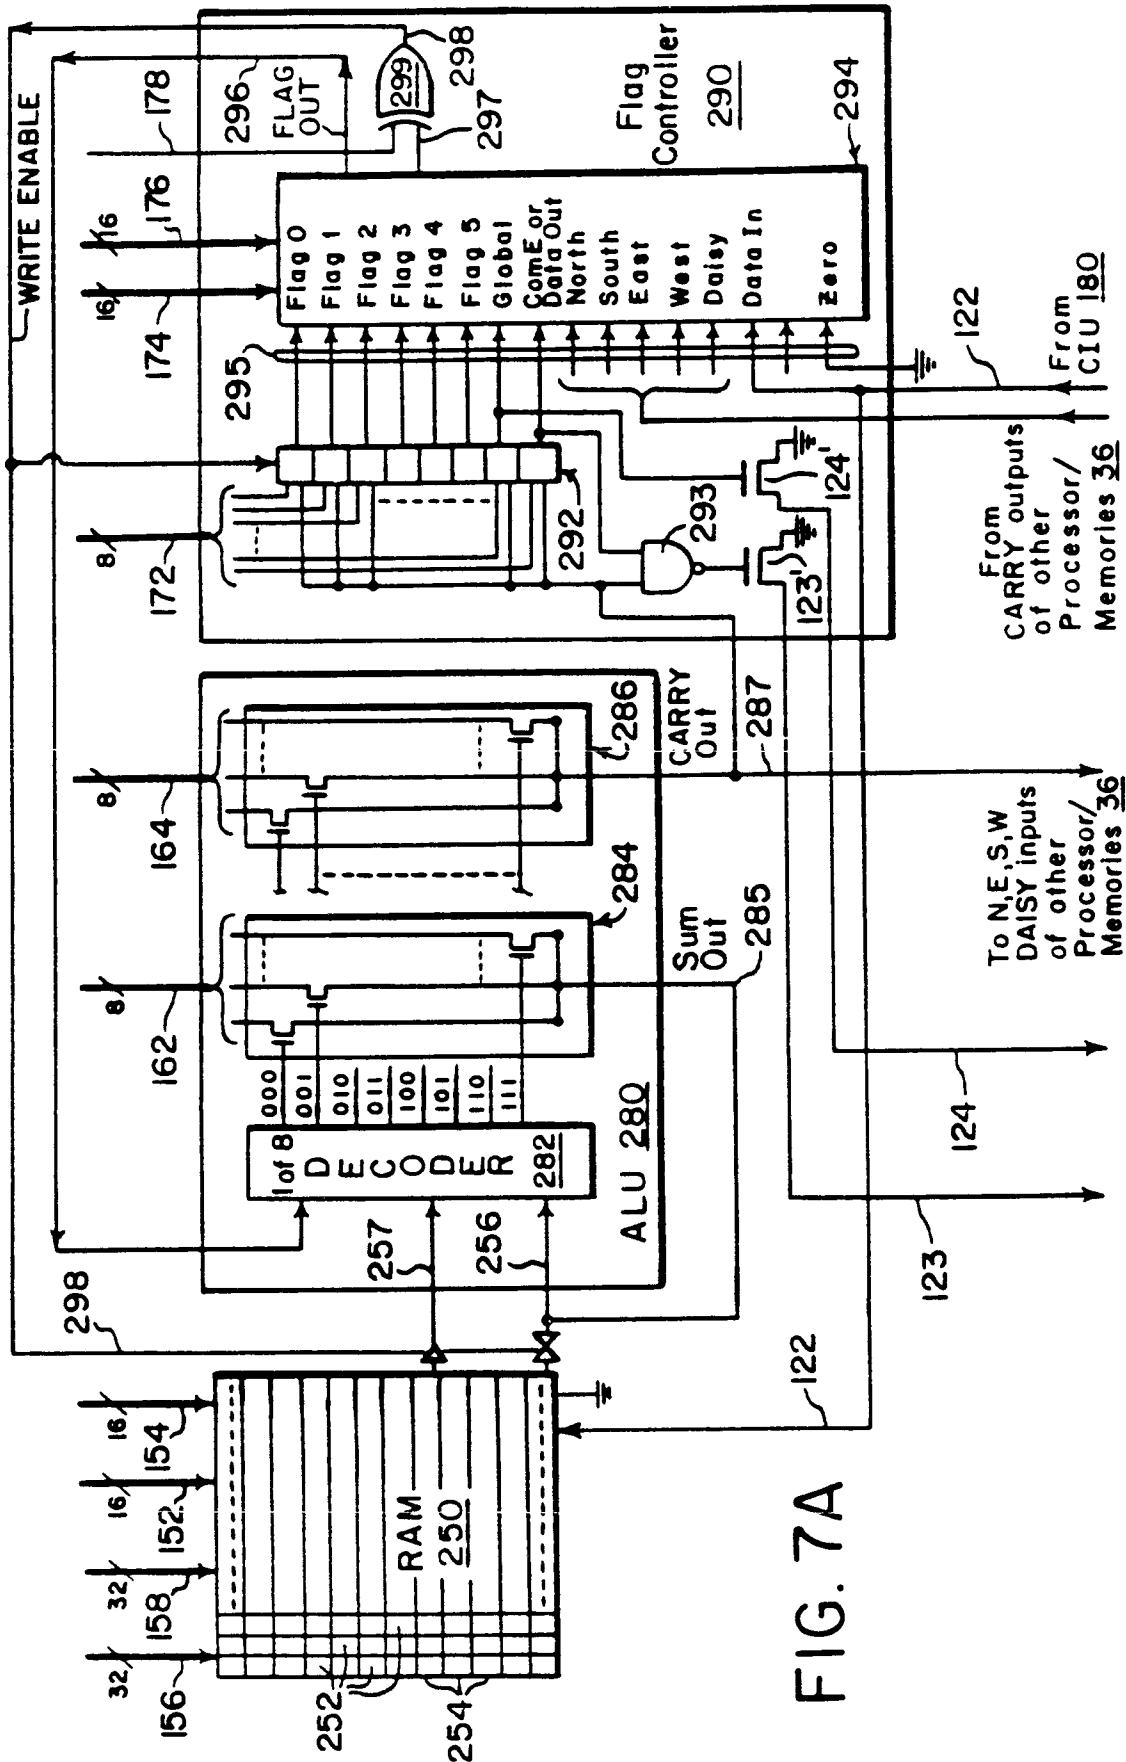 FIG. 7A
32
156
32
158
16
152
16
154
252
254
RAM
250
122
298
WRITE ENABLE
257
256
1 of 8
DECODER
282
000
001
010
011
100
101
110
111
ALU 280
8
162
284
Sum
Out
285
8
164
286
CARRY
Out
287
123
124
To N,E,S,W
DAISY inputs
of other
Processor/
Memories 36
8
172
292
293
123'
124'
295
16
174
16
176
178
Flag 0
Flag 1
Flag 2
Flag 3
Flag 4
Flag 5
Global
ComE or
Data Out
North
South
East
West
Daisy
Data In
Zero
294
296
FLAG
OUT
297
298
299
Flag
Controller
290
From
CARRY outputs
of other
Processor/
Memories 36
122
From
CIU 180